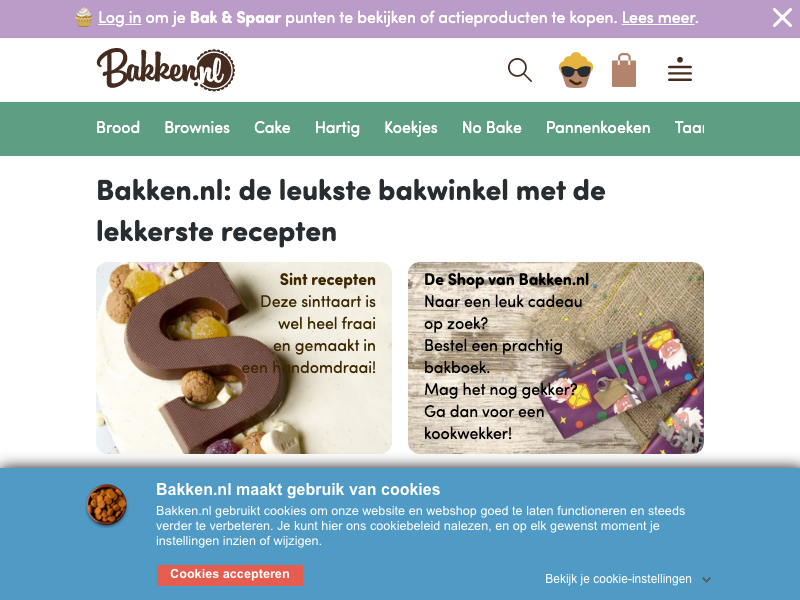 Log in om je Bak & Spaar punten te bekijken of actieproducten te kopen. Lees meer.
Bakken.nl
Brood Brownies Cake Hartig Koekjes No Bake Pannenkoeken Taar
Bakken.nl: de leukste bakwinkel met de
lekkerste recepten
Sint recepten
Deze sinttaart is
wel heel fraai
en gemaakt in
een handomdraai!
De Shop van Bakken.nl
Naar een leuk cadeau
op zoek?
Bestel een prachtig
bakboek.
Mag het nog gekker?
Ga dan voor een
kookwekker!
Bakken.nl maakt gebruik van cookies
Bakken.nl gebruikt cookies om onze website en webshop goed te laten functioneren en steeds
verder te verbeteren. Je kunt hier ons cookiebeleid nalezen, en op elk gewenst moment je
instellingen inzien of wijzigen.
Cookies accepteren
Bekijk je cookie-instellingen